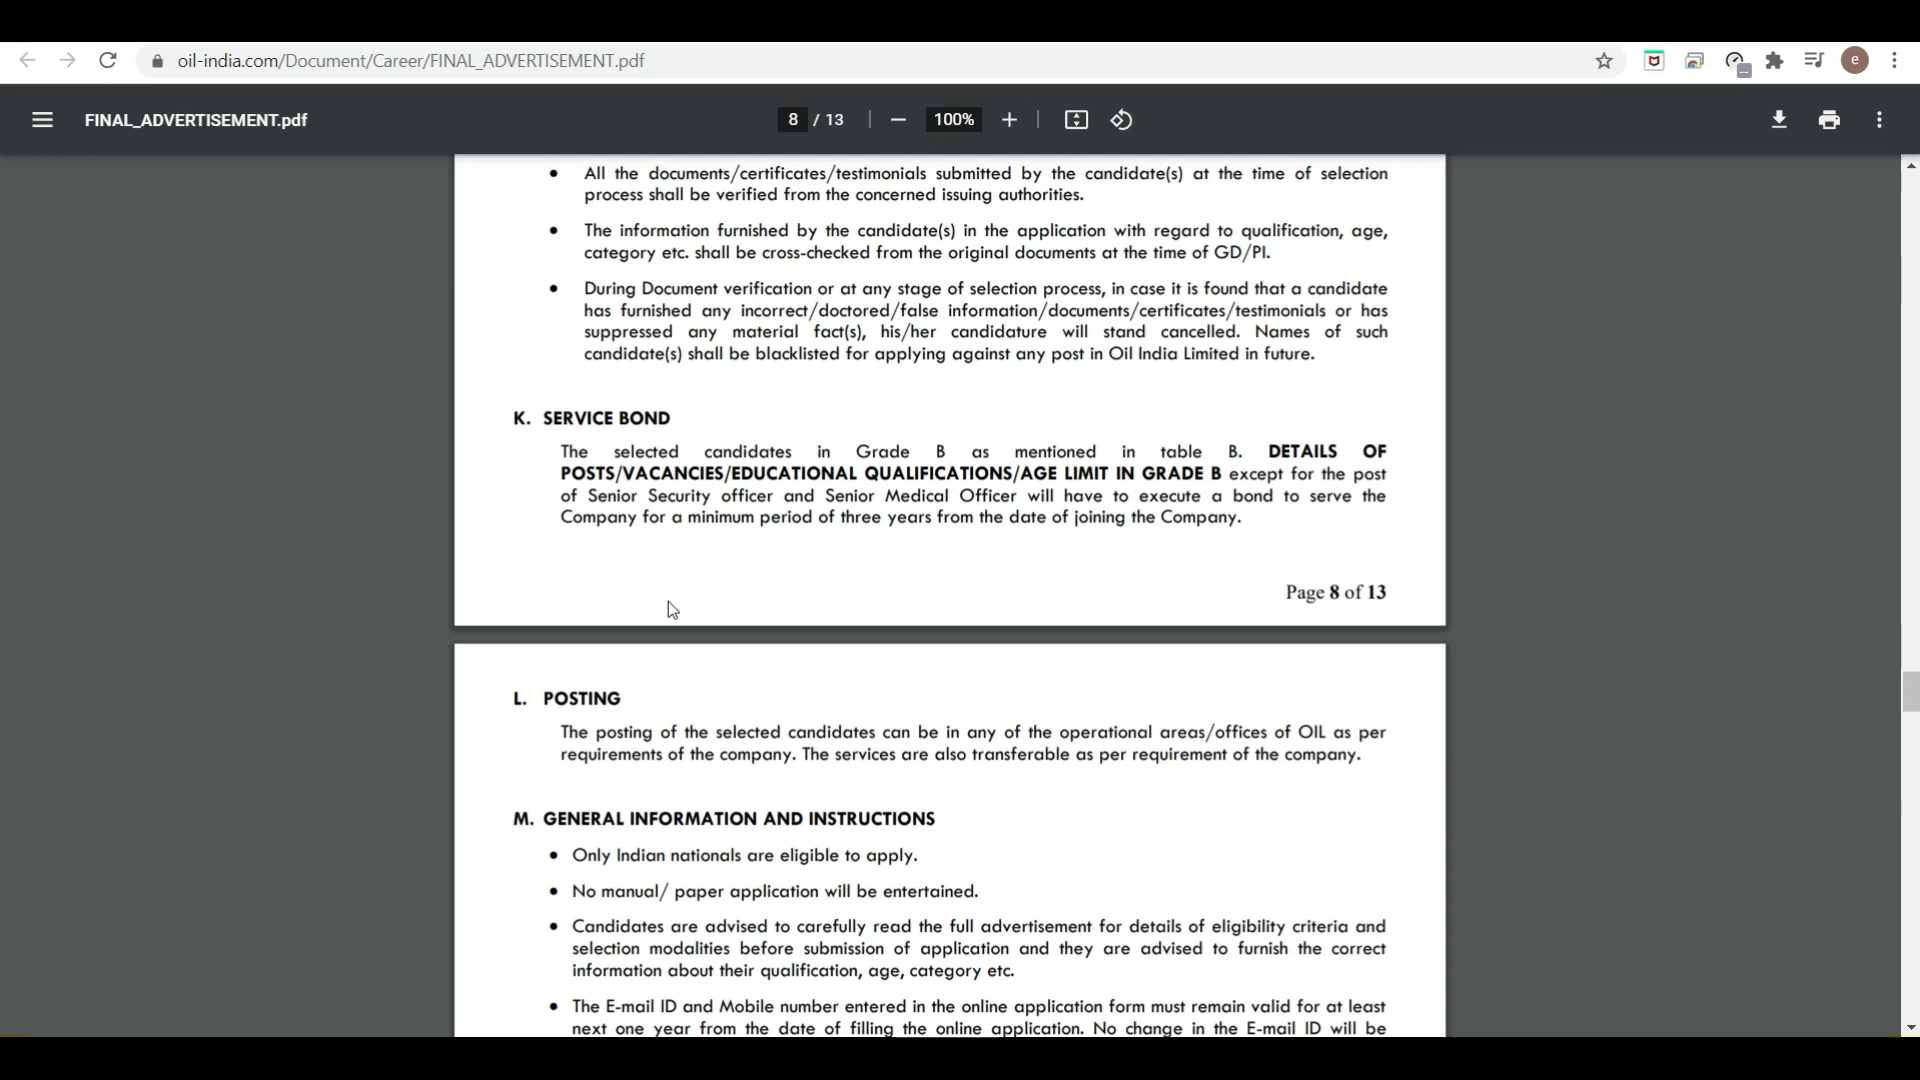 oil-india.com/Document/Career/FINAL_ADVERTISEMENT.pdf
e
FINAL_ADVERTISEMENT.pdf
8 / 13
100%
• All the documents/certificates/testimonials submitted by the candidate(s) at the time of selection
process shall be verified from the concerned issuing authorities.
• The information furnished by the candidate(s) in the application with regard to qualification, age,
category etc. shall be cross-checked from the original documents at the time of GD/PI.
• During Document verification or at any stage of selection process, in case it is found that a candidate
has furnished any incorrect/doctored/false information/documents/certificates/testimonials or has
suppressed any material fact(s), his/her candidature will stand cancelled. Names of such
candidate(s) shall be blacklisted for applying against any post in Oil India Limited in future.
K. SERVICE BOND
The selected candidates in Grade B as mentioned in table B. DETAILS OF
POSTS/VACANCIES/EDUCATIONAL QUALIFICATIONS/AGE LIMIT IN GRADE B except for the post
of Senior Security officer and Senior Medical Officer will have to execute a bond to serve the
Company for a minimum period of three years from the date of joining the Company.
Page 8 of 13
L. POSTING
The posting of the selected candidates can be in any of the operational areas/offices of OIL as per
requirements of the company. The services are also transferable as per requirement of the company.
M. GENERAL INFORMATION AND INSTRUCTIONS
• Only Indian nationals are eligible to apply.
• No manual/ paper application will be entertained.
• Candidates are advised to carefully read the full advertisement for details of eligibility criteria and
selection modalities before submission of application and they are advised to furnish the correct
information about their qualification, age, category etc.
• The E-mail ID and Mobile number entered in the online application form must remain valid for at least
next one year from the date of filling the online application. No change in the E-mail ID will be